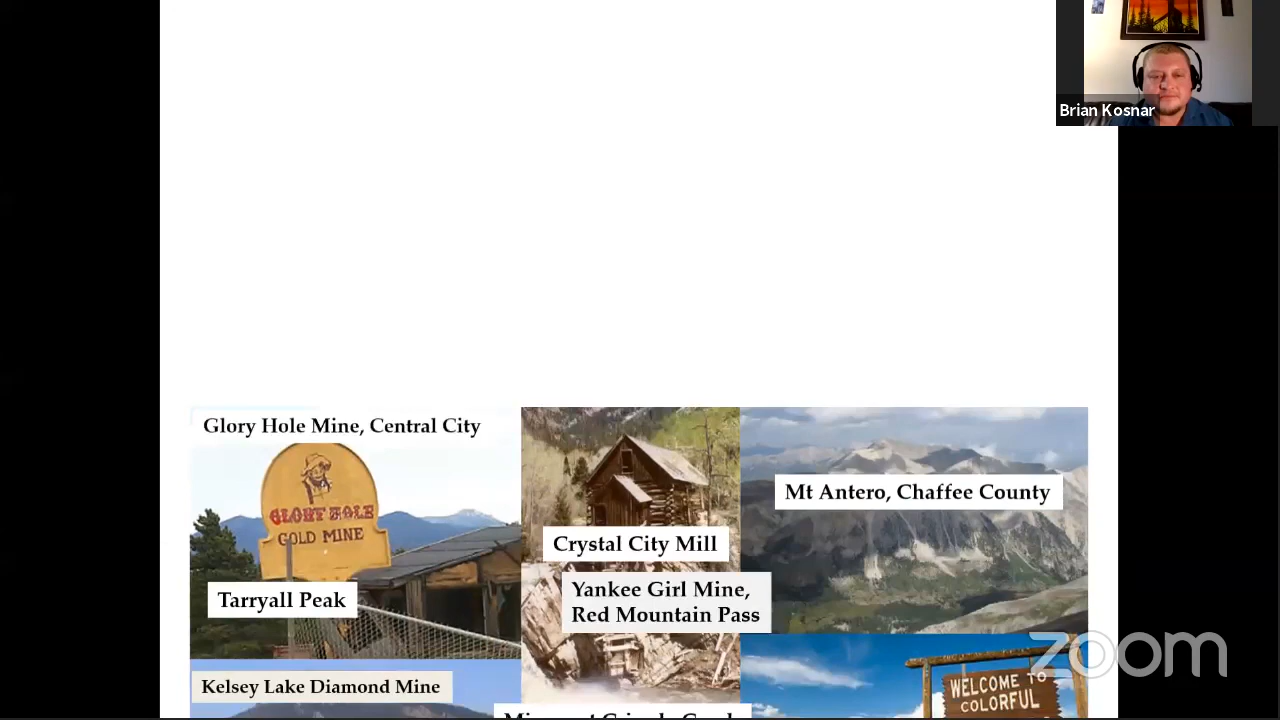 Brian Kosnar
Glory Hole Mine, Central City
GLORY HOLE
GOLD MINE
Crystal City Mill
Mt Antero, Chaffee County
Tarryall Peak
Yankee Girl Mine,
Red Mountain Pass
Kelsey Lake Diamond Mine
WELCOME TO
COLORFUL
zoom